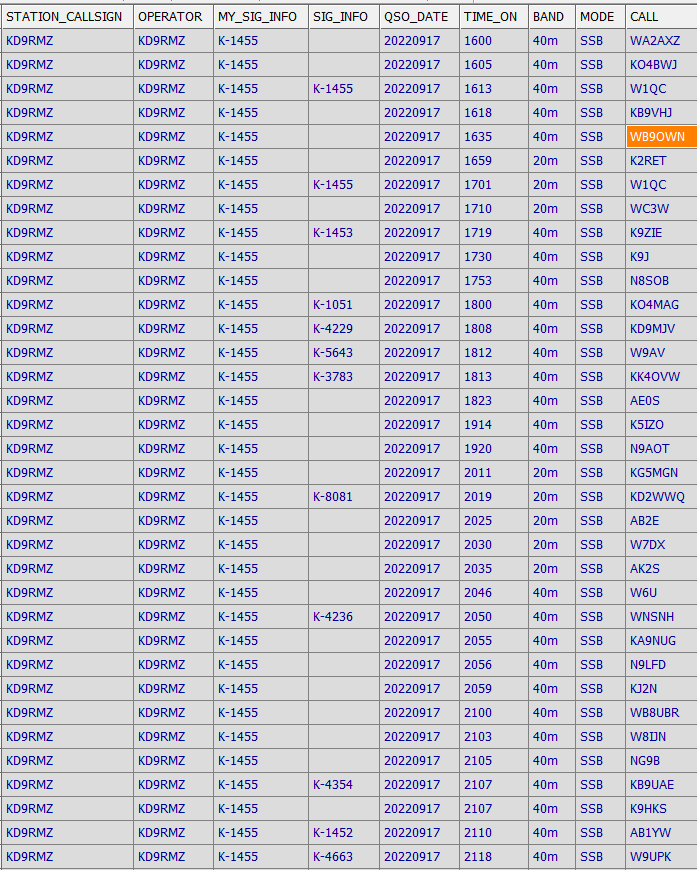 STATION_CALLSIGN OPERATOR MY_SIG_INFO SIG_INFO QSO_DATE TIME_ON BAND MODE CALL
KD9RMZ KD9RMZ K-1455 20220917 1600 40m SSB WA2AXZ
KD9RMZ KD9RMZ K-1455 20220917 1605 40m SSB KO4BWJ
KD9RMZ KD9RMZ K-1455 K-1455 20220917 1613 40m SSB W1QC
KD9RMZ KD9RMZ K-1455 20220917 1618 40m SSB KB9VHJ
KD9RMZ KD9RMZ K-1455 20220917 1635 40m SSB WB9OWN
KD9RMZ KD9RMZ K-1455 20220917 1659 20m SSB K2RET
KD9RMZ KD9RMZ K-1455 K-1455 20220917 1701 20m SSB W1QC
KD9RMZ KD9RMZ K-1455 20220917 1710 20m SSB WC3W
KD9RMZ KD9RMZ K-1455 K-1453 20220917 1719 40m SSB K9ZIE
KD9RMZ KD9RMZ K-1455 20220917 1730 40m SSB K9J
KD9RMZ KD9RMZ K-1455 20220917 1753 40m SSB N8SOB
KD9RMZ KD9RMZ K-1455 K-1051 20220917 1800 40m SSB KO4MAG
KD9RMZ KD9RMZ K-1455 K-4229 20220917 1808 40m SSB KD9MJV
KD9RMZ KD9RMZ K-1455 K-5643 20220917 1812 40m SSB W9AV
KD9RMZ KD9RMZ K-1455 K-3783 20220917 1813 40m SSB KK4OVW
KD9RMZ KD9RMZ K-1455 20220917 1823 40m SSB AE0S
KD9RMZ KD9RMZ K-1455 20220917 1914 40m SSB K5IZO
KD9RMZ KD9RMZ K-1455 20220917 1920 40m SSB N9AOT
KD9RMZ KD9RMZ K-1455 20220917 2011 20m SSB KG5MGN
KD9RMZ KD9RMZ K-1455 K-8081 20220917 2019 20m SSB KD2WWQ
KD9RMZ KD9RMZ K-1455 20220917 2025 20m SSB AB2E
KD9RMZ KD9RMZ K-1455 20220917 2030 20m SSB W7DX
KD9RMZ KD9RMZ K-1455 20220917 2035 20m SSB AK2S
KD9RMZ KD9RMZ K-1455 20220917 2046 40m SSB W6U
KD9RMZ KD9RMZ K-1455 K-4236 20220917 2050 40m SSB WNSNH
KD9RMZ KD9RMZ K-1455 20220917 2055 40m SSB KA9NUG
KD9RMZ KD9RMZ K-1455 20220917 2056 40m SSB N9LFD
KD9RMZ KD9RMZ K-1455 20220917 2059 40m SSB KJ2N
KD9RMZ KD9RMZ K-1455 20220917 2100 40m SSB WB8UBR
KD9RMZ KD9RMZ K-1455 20220917 2103 40m SSB W8IJN
KD9RMZ KD9RMZ K-1455 20220917 2105 40m SSB NG9B
KD9RMZ KD9RMZ K-1455 K-4354 20220917 2107 40m SSB KB9UAE
KD9RMZ KD9RMZ K-1455 20220917 2107 40m SSB K9HKS
KD9RMZ KD9RMZ K-1455 K-1452 20220917 2110 40m SSB AB1YW
KD9RMZ KD9RMZ K-1455 K-4663 20220917 2118 40m SSB W9UPK